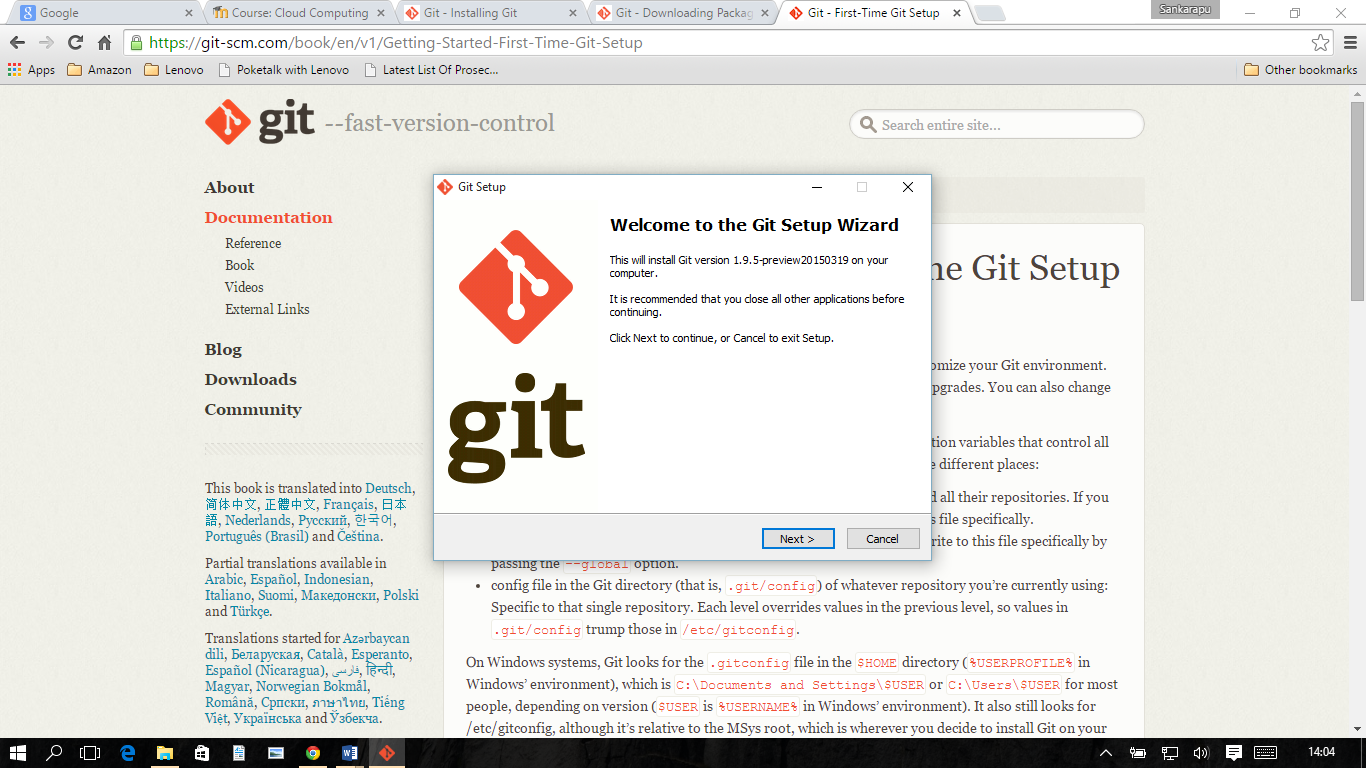 Google
Course: Cloud Computing
Git - Installing Git
Git - Downloading Packag
Git - First-Time Git Setup
Sankarapu
https://git-scm.com/book/en/v1/Getting-Started-First-Time-Git-Setup
Apps
Amazon
Lenovo
Poketalk with Lenovo
Latest List Of Prosec...
Other bookmarks
git --fast-version-control
Search entire site...
About
Documentation
Reference
Book
Videos
External Links
Blog
Downloads
Community
This book is translated into Deutsch,
简体中文, 正體中文, Français, 日本
語, Nederlands, Русский, 한국어,
Português (Brasil) and Čeština.
Partial translations available in
Arabic, Español, Indonesian,
Italiano, Suomi, Македонски, Polski
and Türkçe.
Translations started for Azərbaycan
dili, Беларуская, Català, Esperanto,
Español (Nicaragua), فارسی, हिन्दी,
Magyar, Norwegian Bokmål,
Română, Српски, ภาษาไทย, Tiếng
Việt, Українська and Ўзбекча.
Git Setup
git
Welcome to the Git Setup Wizard
This will install Git version 1.9.5-preview20150319 on your
computer.
It is recommended that you close all other applications before
continuing.
Click Next to continue, or Cancel to exit Setup.
Next >
Cancel
me Git Setup
omize your Git environment.
upgrades. You can also change
tion variables that control all
e different places:
d all their repositories. If you
s file specifically.
rite to this file specifically by
passing the --global option.
• config file in the Git directory (that is, .git/config) of whatever repository you're currently using:
Specific to that single repository. Each level overrides values in the previous level, so values in
.git/config trump those in /etc/gitconfig.
On Windows systems, Git looks for the .gitconfig file in the $HOME directory (%USERPROFILE% in
Windows' environment), which is C:\Documents and Settings\$USER or C:\Users\$USER for most
people, depending on version ($USER is %USERNAME% in Windows' environment). It also still looks for
/etc/gitconfig, although it's relative to the MSys root, which is wherever you decide to install Git on your
14:04